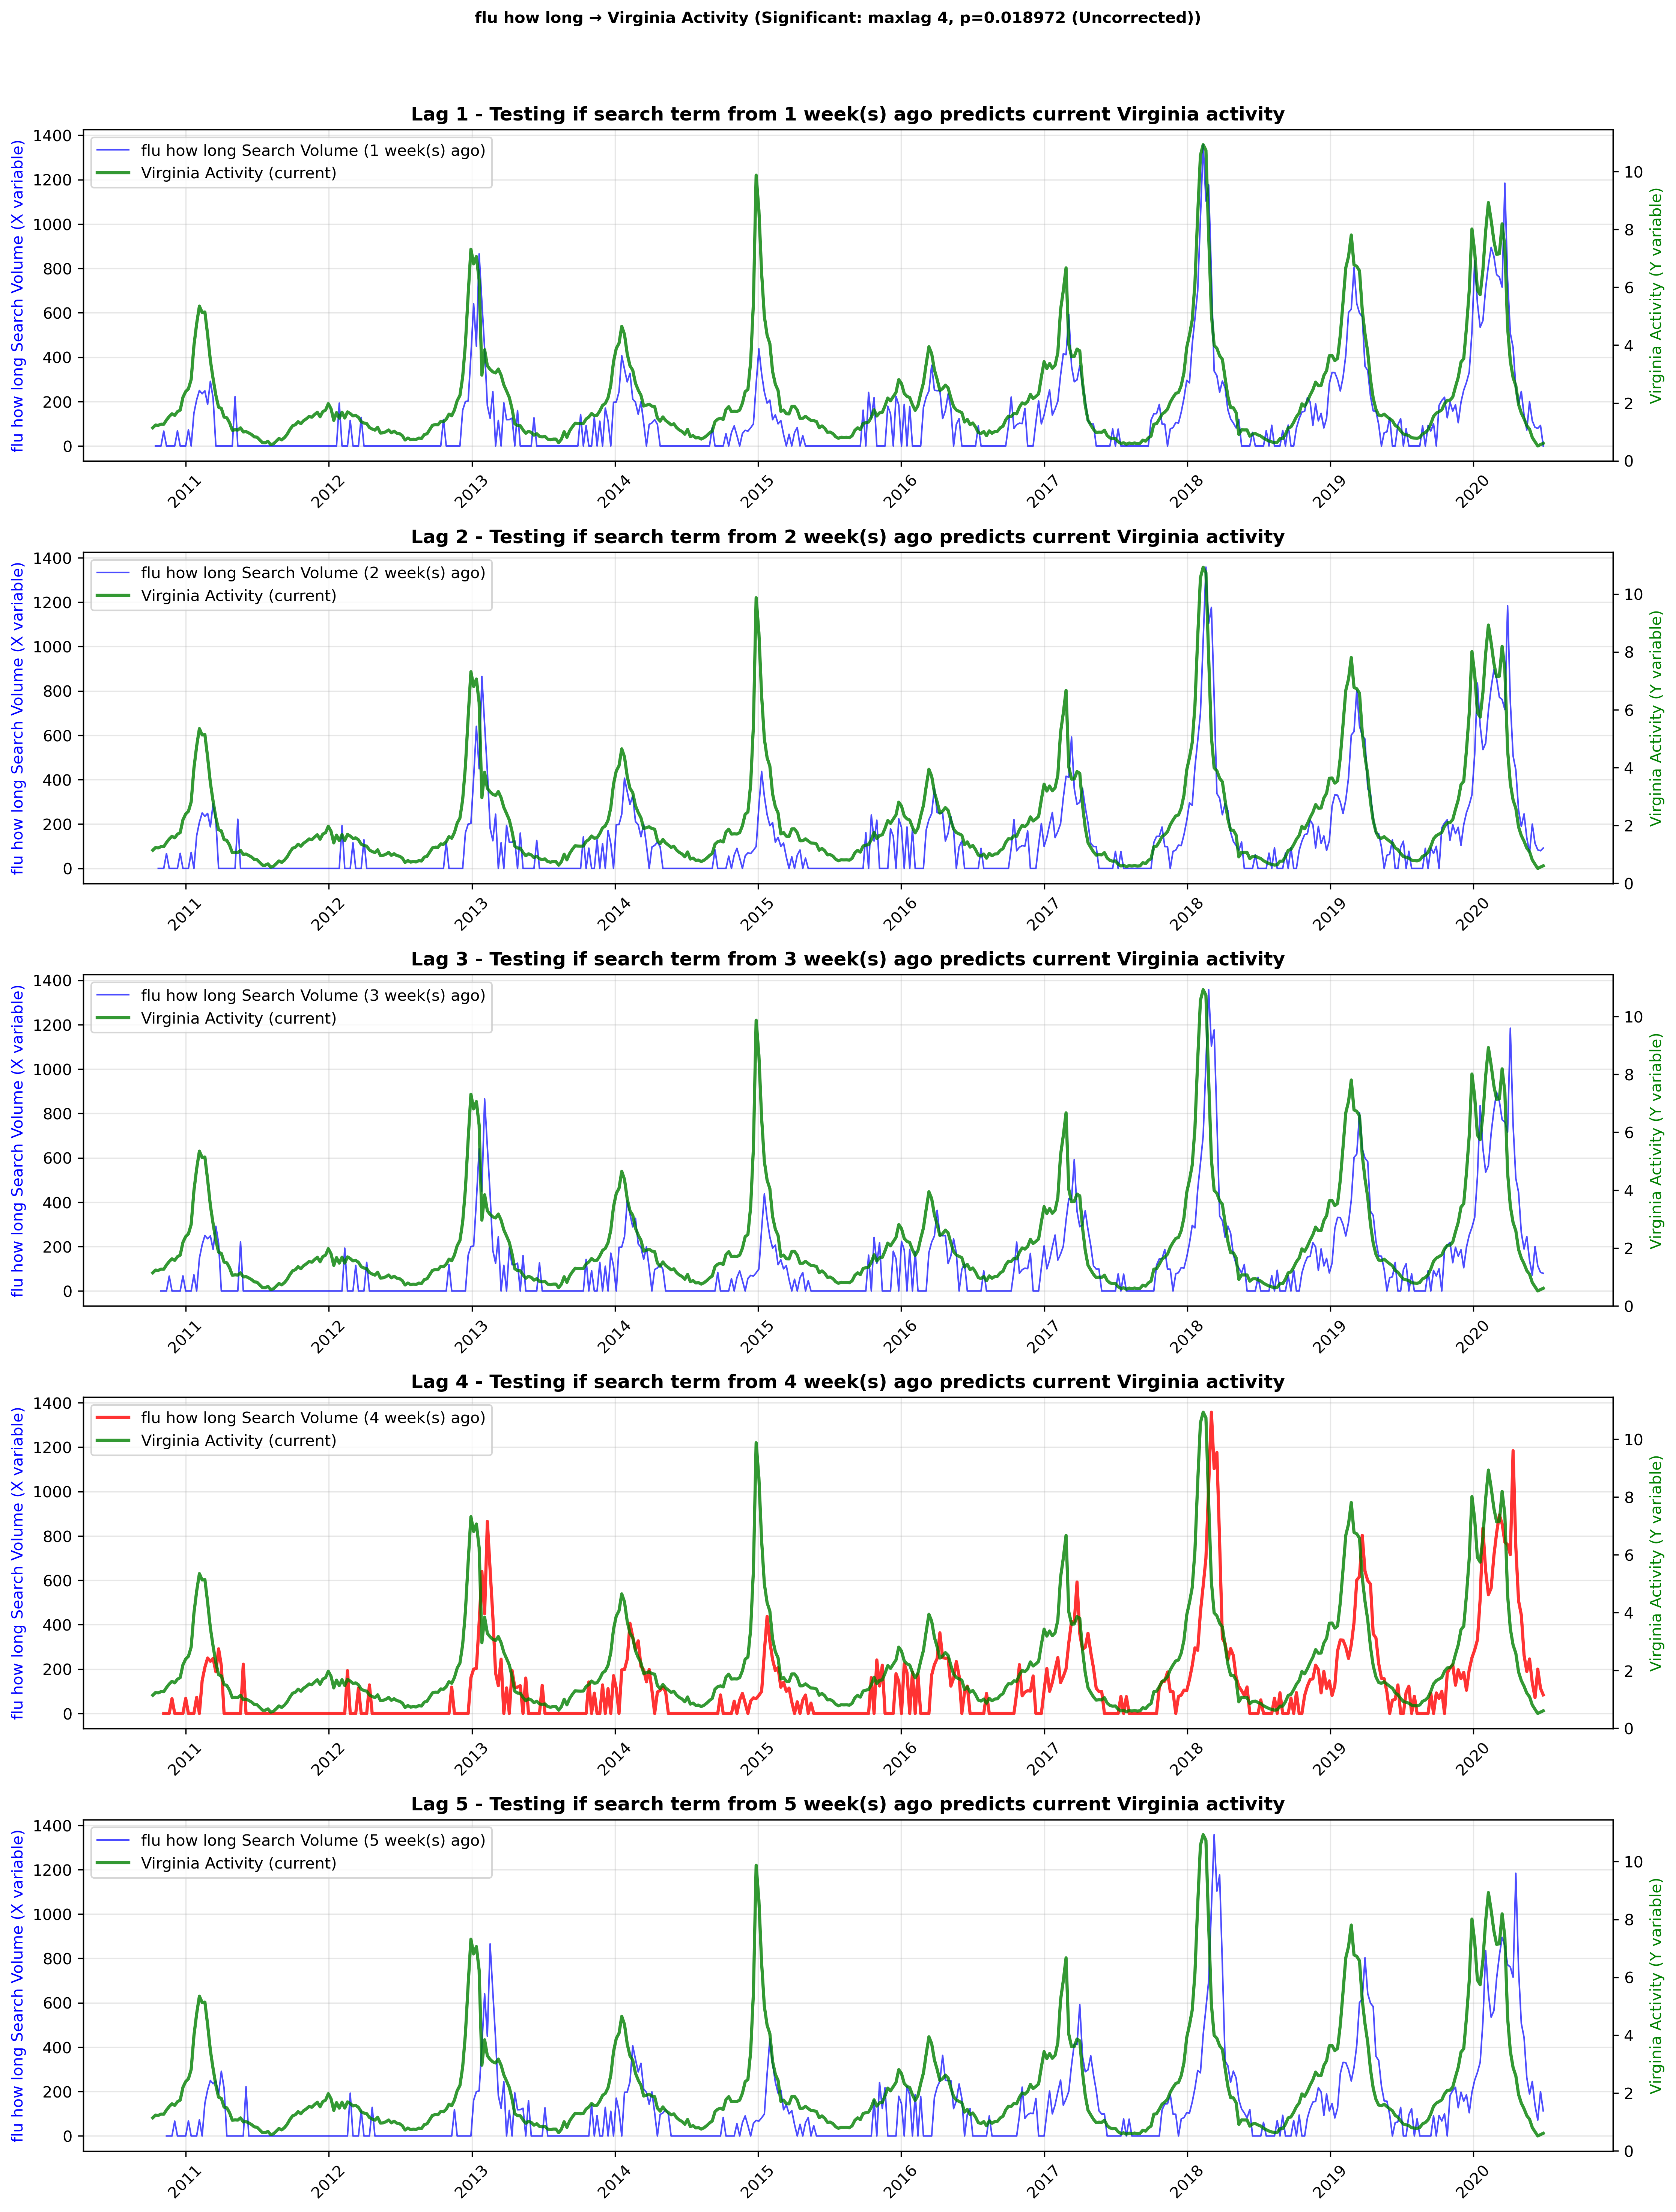 flu how long → Virginia Activity (Significant: maxlag 4, p=0.018972 (Uncorrected))
Lag 1 - Testing if search term from 1 week(s) ago predicts current Virginia activity
flu how long Search Volume (1 week(s) ago)
Virginia Activity (current)
flu how long Search Volume (X variable)
1400
1200
1000
800
600
400
200
0
10
8
6
4
2
0
Virginia Activity (Y variable)
2011 2012 2013 2014 2015 2016 2017 2018 2019 2020
Lag 2 - Testing if search term from 2 week(s) ago predicts current Virginia activity
flu how long Search Volume (2 week(s) ago)
Virginia Activity (current)
flu how long Search Volume (X variable)
1400
1200
1000
800
600
400
200
0
10
8
6
4
2
0
Virginia Activity (Y variable)
2011 2012 2013 2014 2015 2016 2017 2018 2019 2020
Lag 3 - Testing if search term from 3 week(s) ago predicts current Virginia activity
flu how long Search Volume (3 week(s) ago)
Virginia Activity (current)
flu how long Search Volume (X variable)
1400
1200
1000
800
600
400
200
0
10
8
6
4
2
0
Virginia Activity (Y variable)
2011 2012 2013 2014 2015 2016 2017 2018 2019 2020
Lag 4 - Testing if search term from 4 week(s) ago predicts current Virginia activity
flu how long Search Volume (4 week(s) ago)
Virginia Activity (current)
flu how long Search Volume (X variable)
1400
1200
1000
800
600
400
200
0
10
8
6
4
2
0
Virginia Activity (Y variable)
2011 2012 2013 2014 2015 2016 2017 2018 2019 2020
Lag 5 - Testing if search term from 5 week(s) ago predicts current Virginia activity
flu how long Search Volume (5 week(s) ago)
Virginia Activity (current)
flu how long Search Volume (X variable)
1400
1200
1000
800
600
400
200
0
10
8
6
4
2
0
Virginia Activity (Y variable)
2011 2012 2013 2014 2015 2016 2017 2018 2019 2020